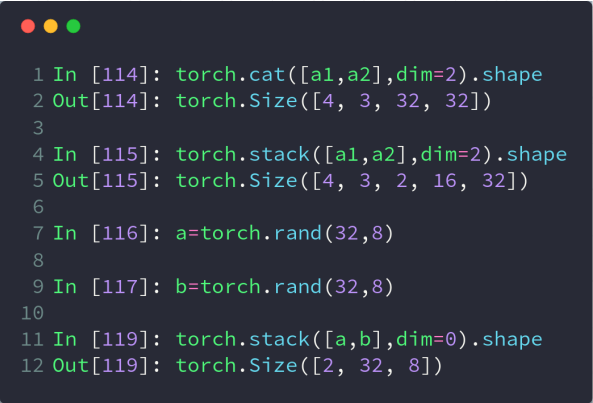 1 In [114]: torch.cat([a1,a2],dim=2).shape
2 Out[114]: torch.Size([4, 3, 32, 32])
3
4 In [115]: torch.stack([a1,a2],dim=2).shape
5 Out[115]: torch.Size([4, 3, 2, 16, 32])
6
7 In [116]: a=torch.rand(32,8)
8
9 In [117]: b=torch.rand(32,8)
10
11 In [119]: torch.stack([a,b],dim=0).shape
12 Out[119]: torch.Size([2, 32, 8])